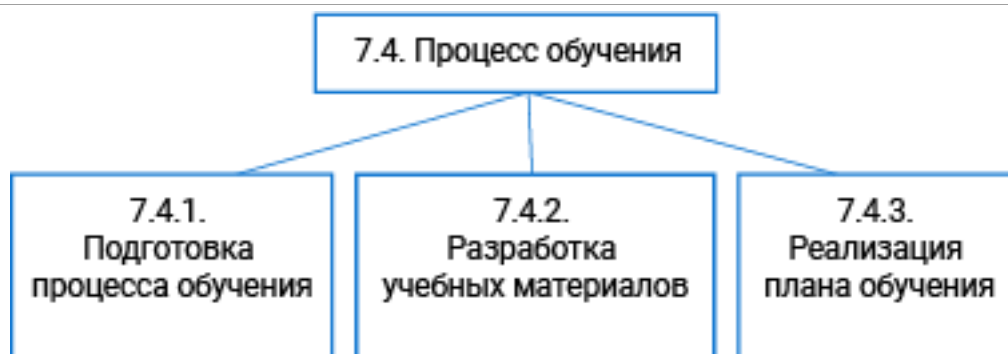 7.4. Процесс обучения
7.4.1.
Подготовка
процесса обучения
7.4.2.
Разработка
учебных материалов
7.4.3.
Реализация
плана обучения